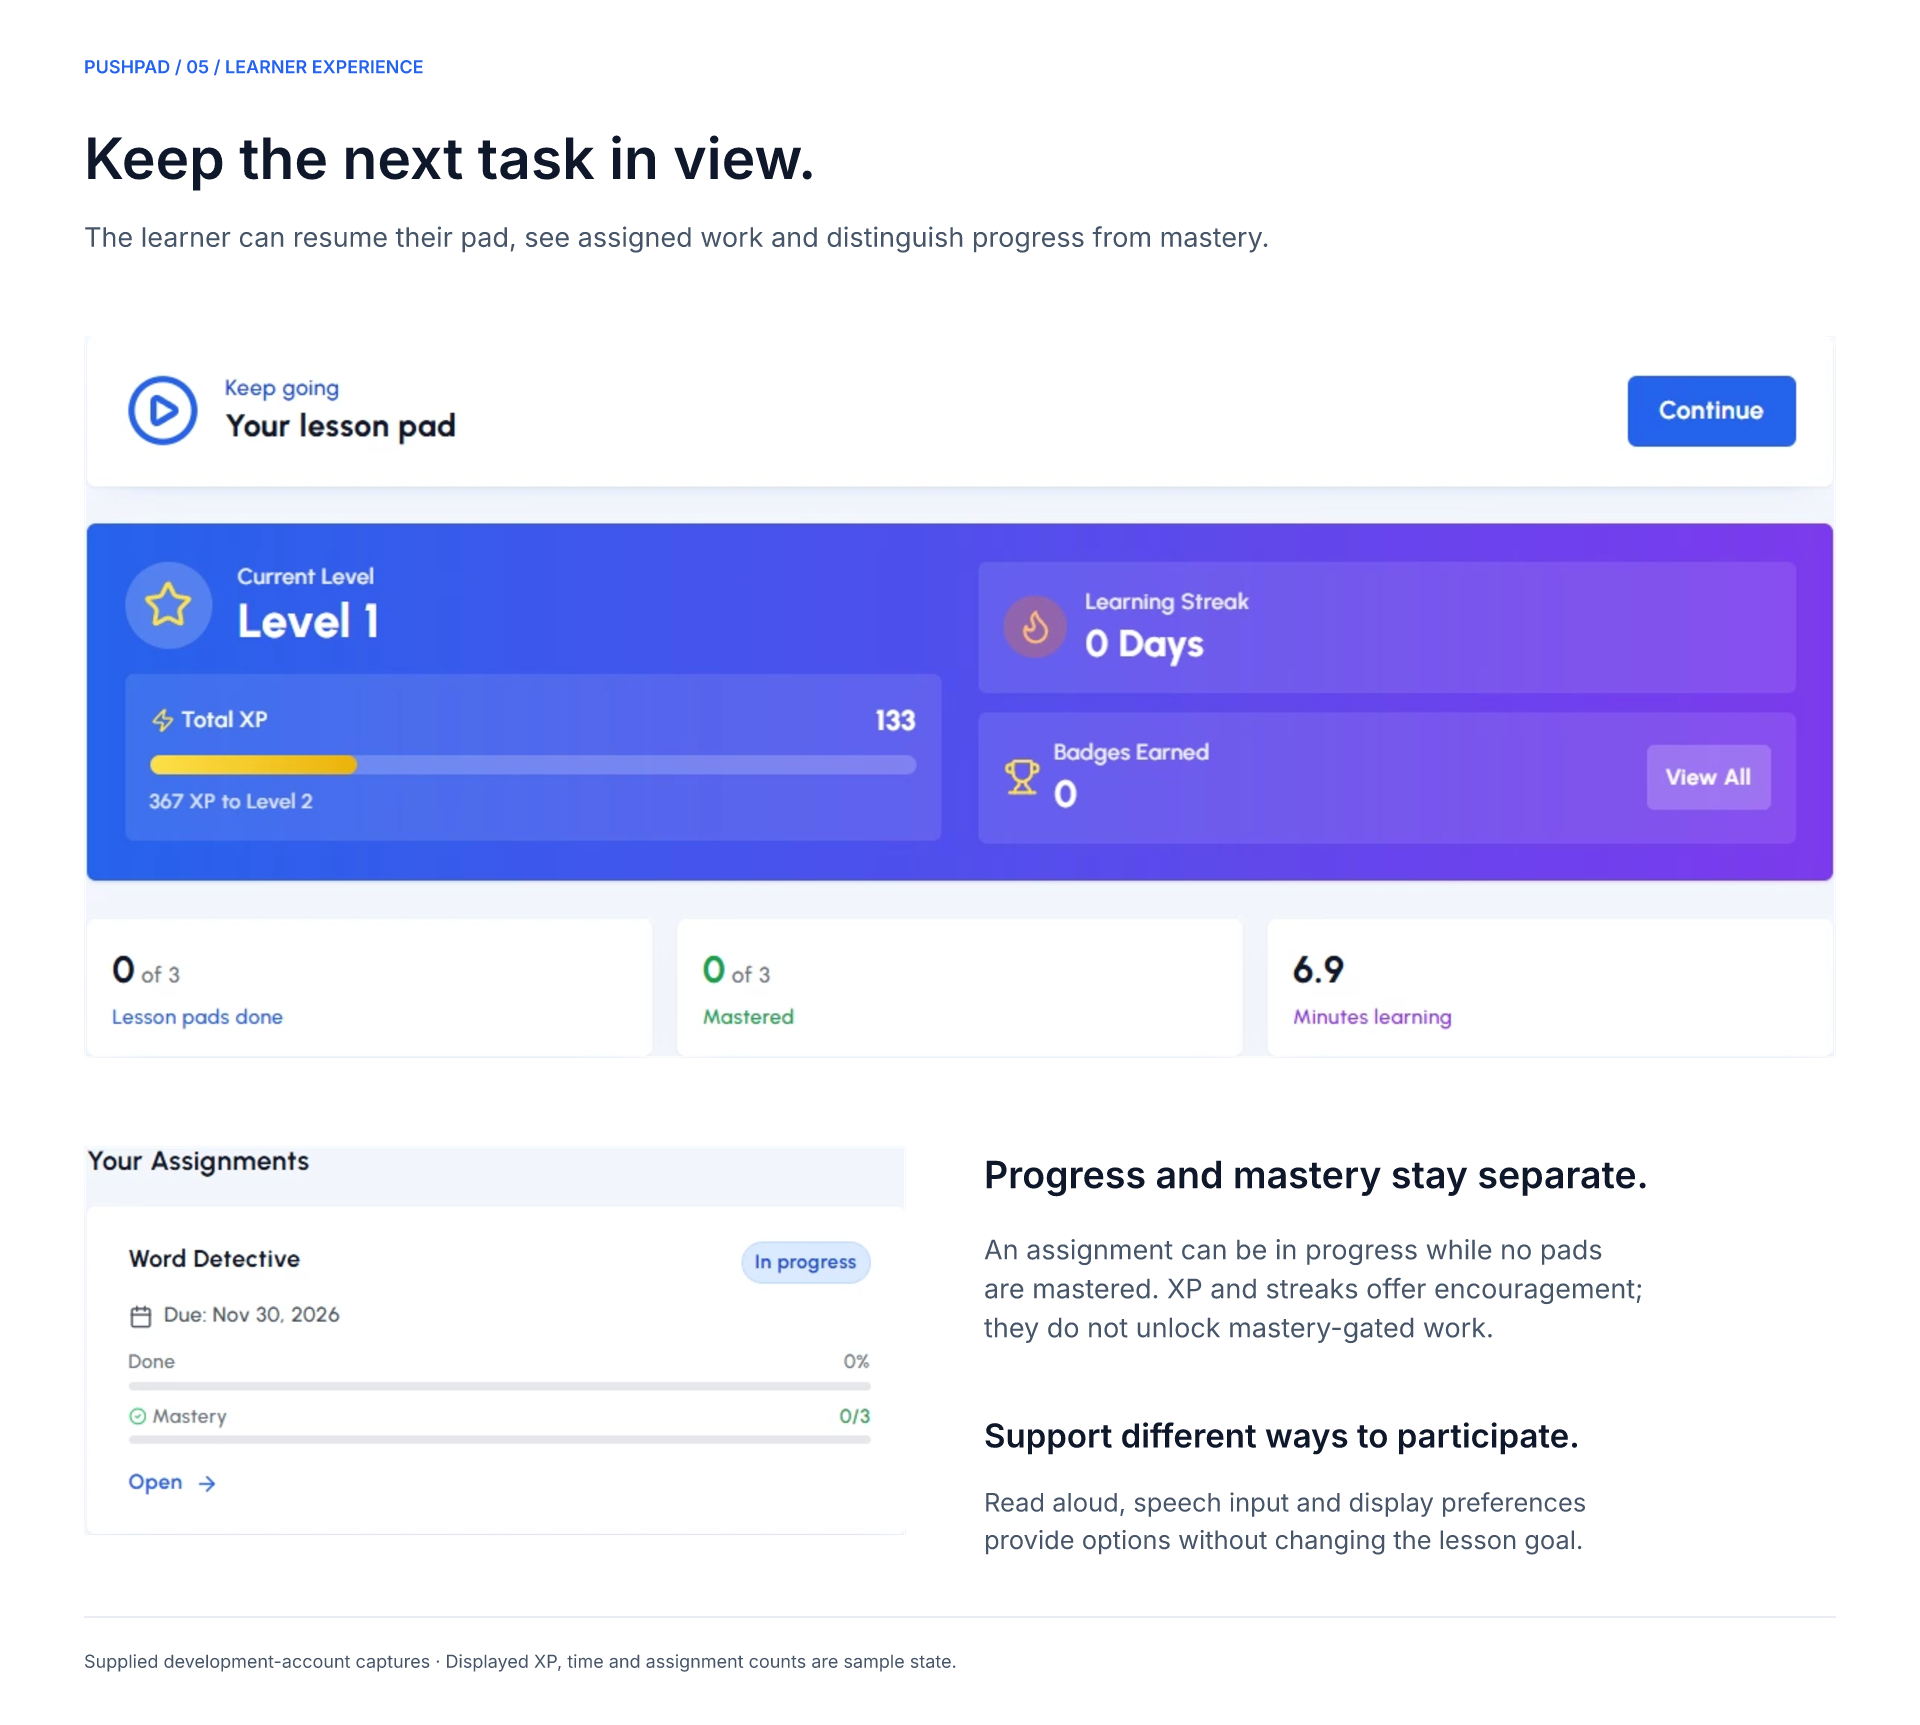 PUSHPAD / 05 / LEARNER EXPERIENCE
Keep the next task in view.
The learner can resume their pad, see assigned work and distinguish progress from mastery.
Keep going
Your lesson pad
Continue
Current Level
Level 1
Total XP
133
367 XP to Level 2
Learning Streak
0 Days
Badges Earned
0
View All
0 of 3
Lesson pads done
0 of 3
Mastered
6.9
Minutes learning
Your Assignments
Word Detective
In progress
Due: Nov 30, 2026
Done
0%
Mastery
0/3
Open →
Progress and mastery stay separate.
An assignment can be in progress while no pads
are mastered. XP and streaks offer encouragement;
they do not unlock mastery-gated work.
Support different ways to participate.
Read aloud, speech input and display preferences
provide options without changing the lesson goal.
Supplied development-account captures · Displayed XP, time and assignment counts are sample state.